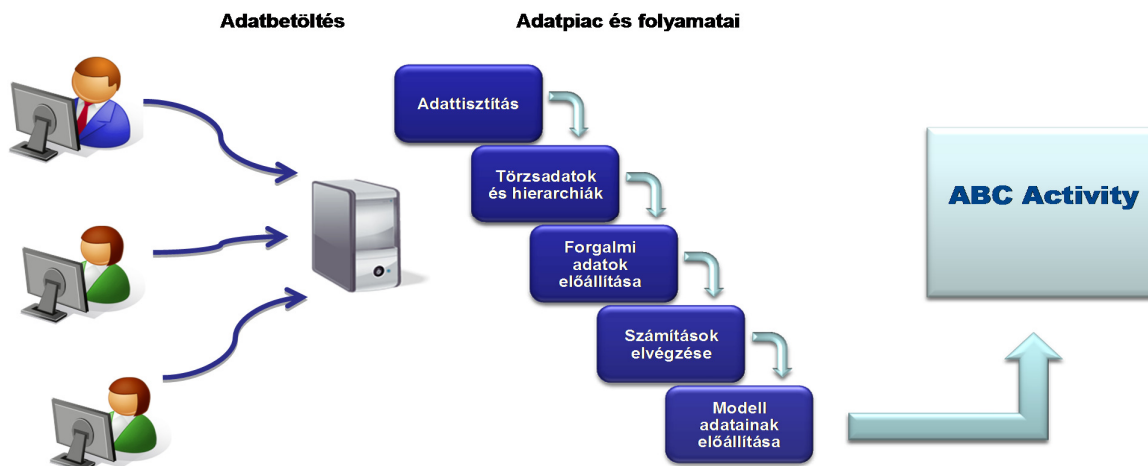 Adatbetöltés
Adatpiac és folyamatai
Adattisztítás
Törzsadatok
és hierarchiák
Forgalmi
adatok
előállítása
Számítások
elvégzése
Modell
adatainak
előállítása
ABC Activity